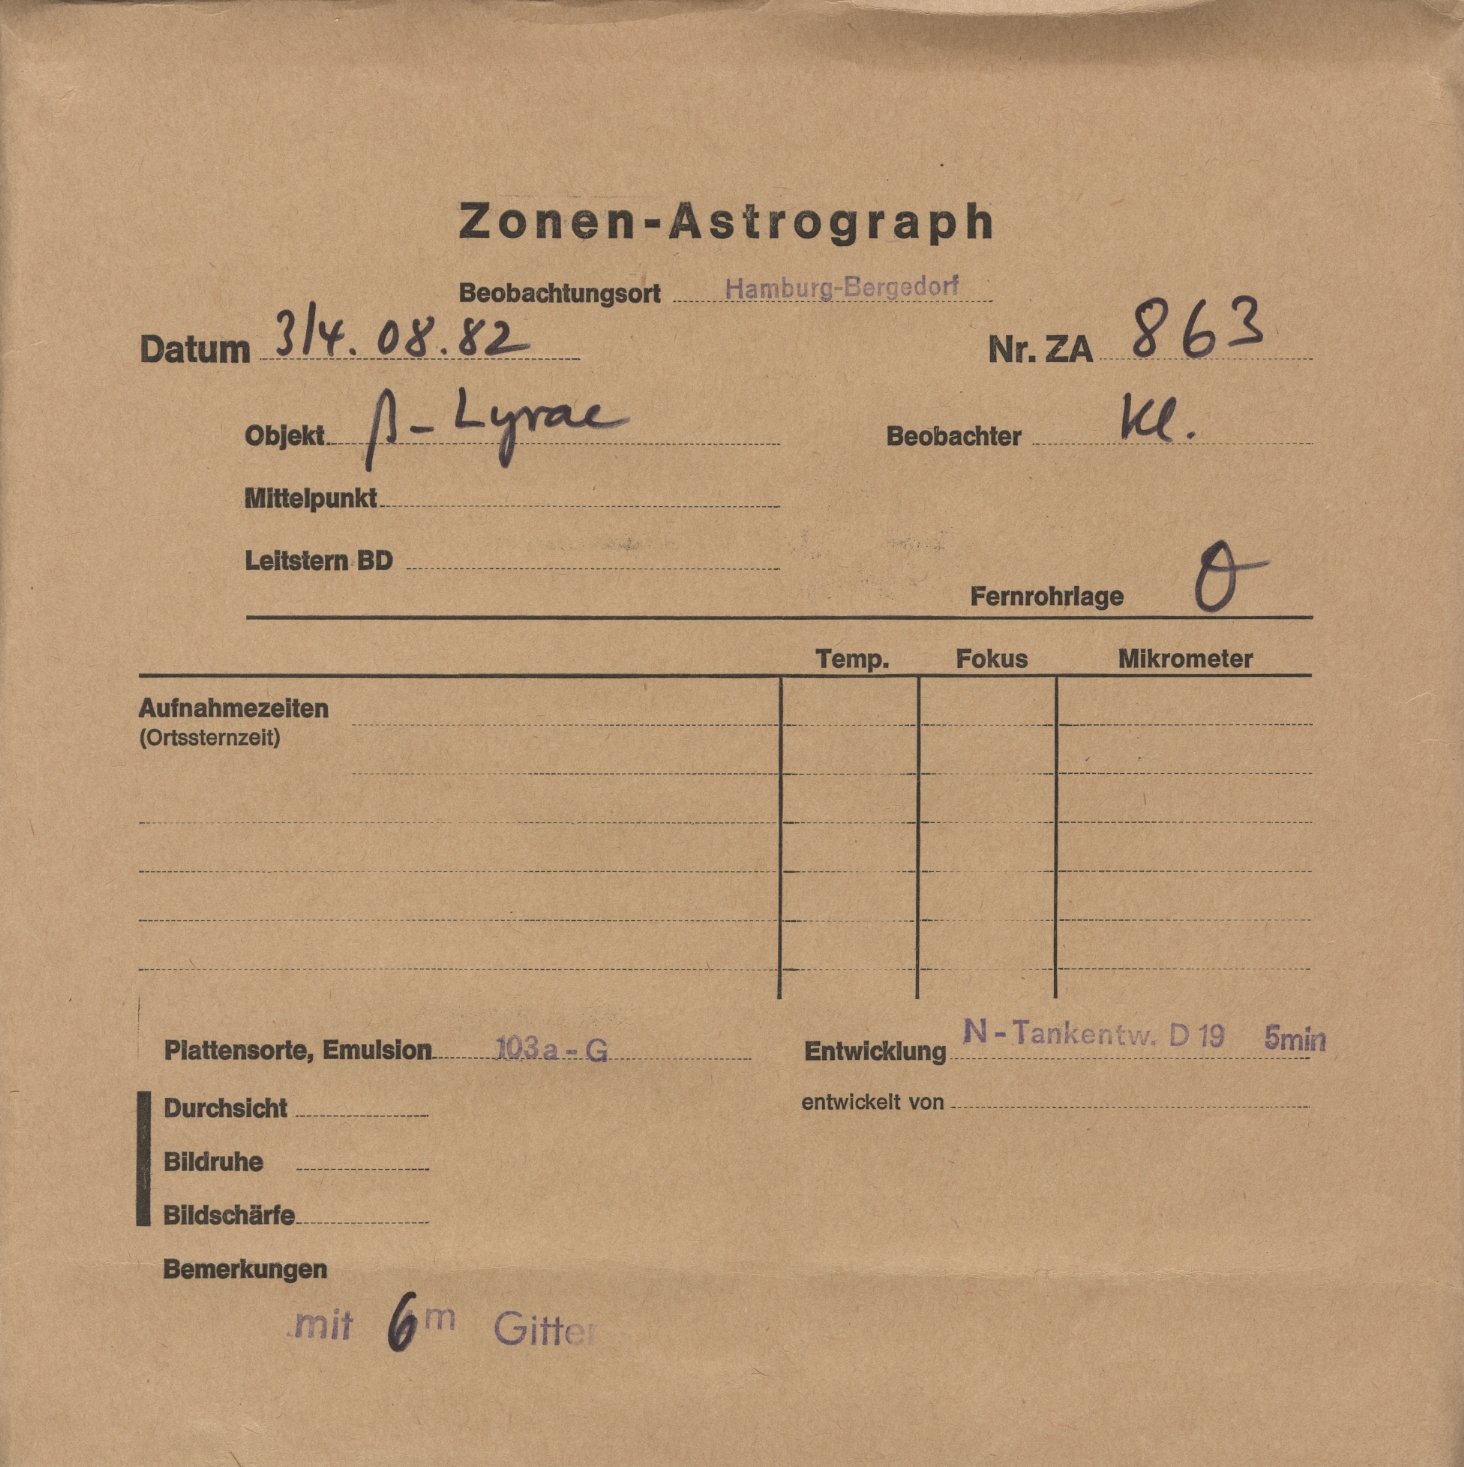 Zonen-Astrograph
Beobachtungsort Hamburg-Bergedorf
Datum 3/4. 08. 82 Nr. ZA 863
Objekt β - Lyrae Beobachter Kl.
Mittelpunkt
Leitstern BD
Fernrohrlage O
Temp. Fokus Mikrometer
Aufnahmezeiten
(Ortssternzeit)
Plattensorte, Emulsion 103a - G Entwicklung N - Tankentw. D 19 5min
Durchsicht entwickelt von
Bildruhe
Bildschärfe
Bemerkungen
mit 6 m Gitter